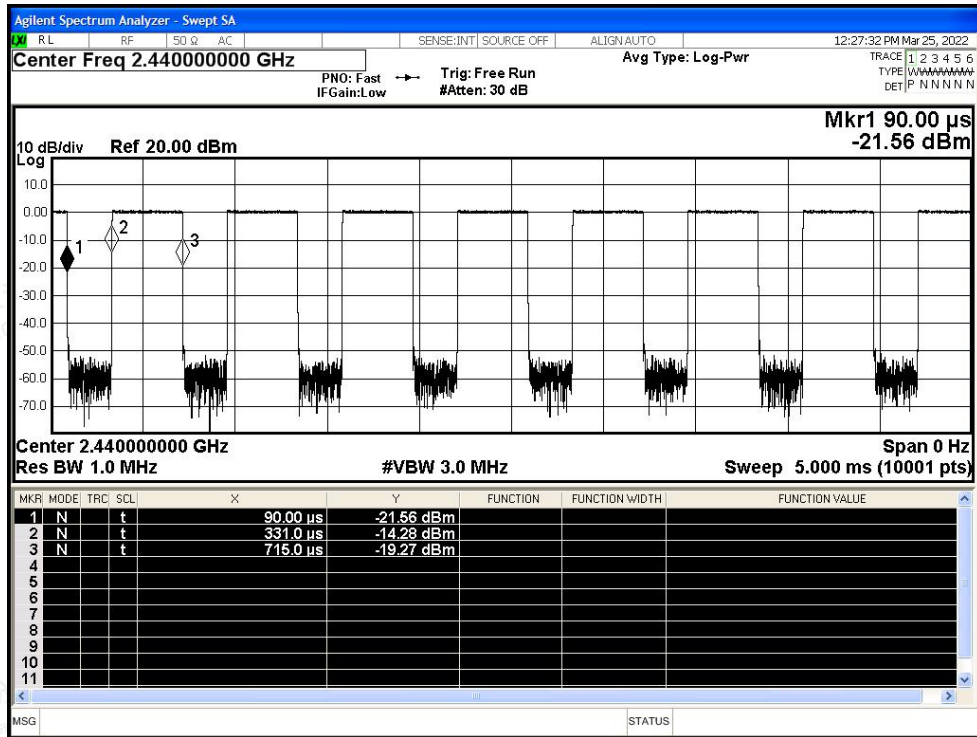 Agilent Spectrum Analyzer - Swept SA
LXI RL RF 50 Ω AC SENSE:INT SOURCE OFF ALIGN AUTO 12:27:32 PM Mar 25, 2022
Center Freq 2.440000000 GHz Avg Type: Log-Pwr TRACE 1 2 3 4 5 6
PNO: Fast Trig: Free Run TYPE
IFGain:Low #Atten: 30 dB DET P N N N N N
Mkr1 90.00 µs
10 dB/div Ref 20.00 dBm -21.56 dBm
Log
10.0
0.00
2
-10.0
1 3
-20.0
-30.0
-40.0
-50.0
-60.0
-70.0
Center 2.440000000 GHz Span 0 Hz
Res BW 1.0 MHz #VBW 3.0 MHz Sweep 5.000 ms (10001 pts)
MKR MODE TRC SCL X Y FUNCTION FUNCTION WIDTH FUNCTION VALUE
1 N t 90.00 µs -21.56 dBm
2 N t 331.0 µs -14.28 dBm
3 N t 715.0 µs -19.27 dBm
4
5
6
7
8
9
10
11
MSG STATUS